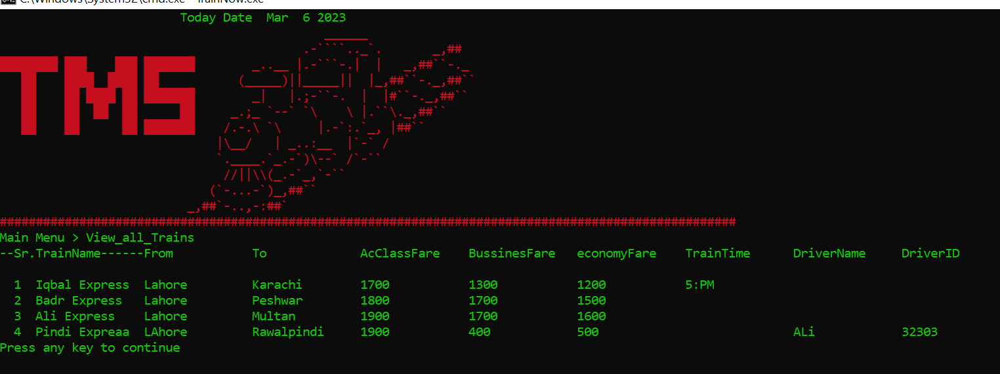 C:\Windows\System32\cmd.exe - TrainNow.exe
Today Date Mar 6 2023
TMS
Main Menu > View_all_Trains
--Sr.TrainName------From To AcClassFare BussinesFare economyFare TrainTime DriverName DriverID
1 Iqbal Express Lahore Karachi 1700 1300 1200 5:PM
2 Badr Express Lahore Peshwar 1800 1700 1500
3 Ali Express Lahore Multan 1900 1700 1600
4 Pindi Expreaa LAhore Rawalpindi 1900 400 500 ALi 32303
Press any key to continue